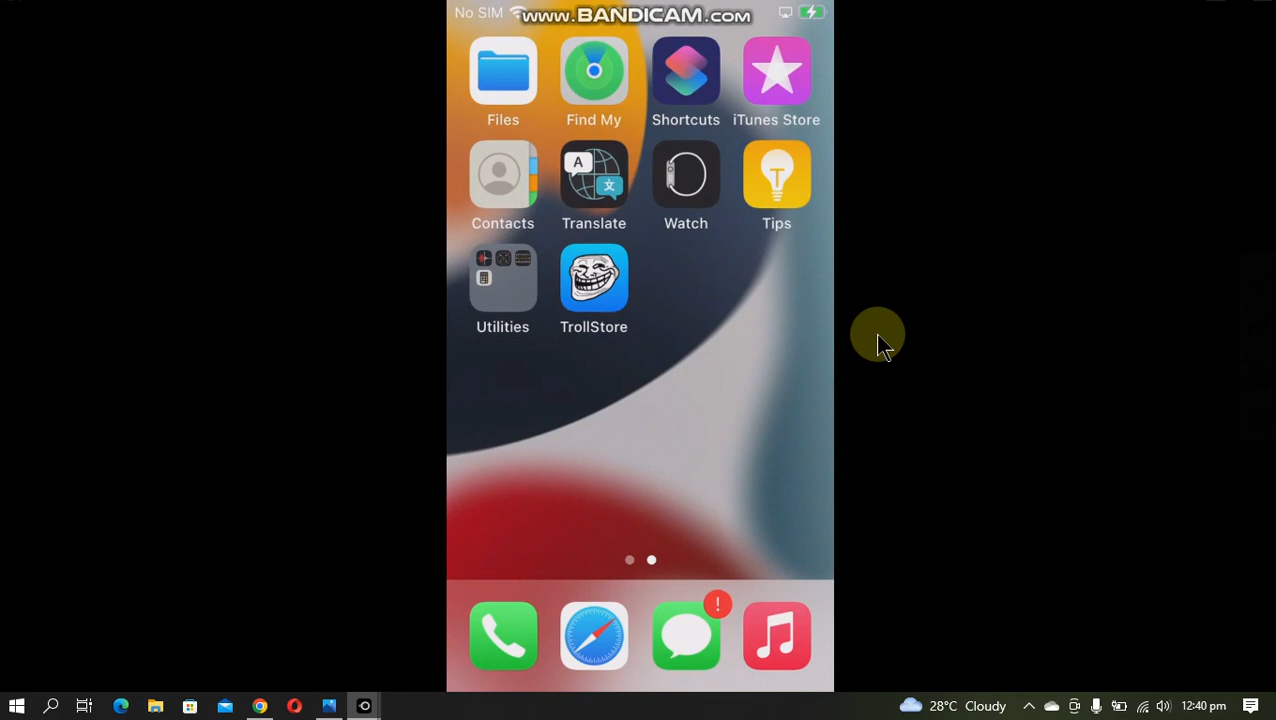 No SIM
www.BANDICAM.com
Files
Find My
Shortcuts
iTunes Store
A
文
T
Contacts
Translate
Watch
Tips
Utilities
TrollStore
!
28°C Cloudy
12:40 pm